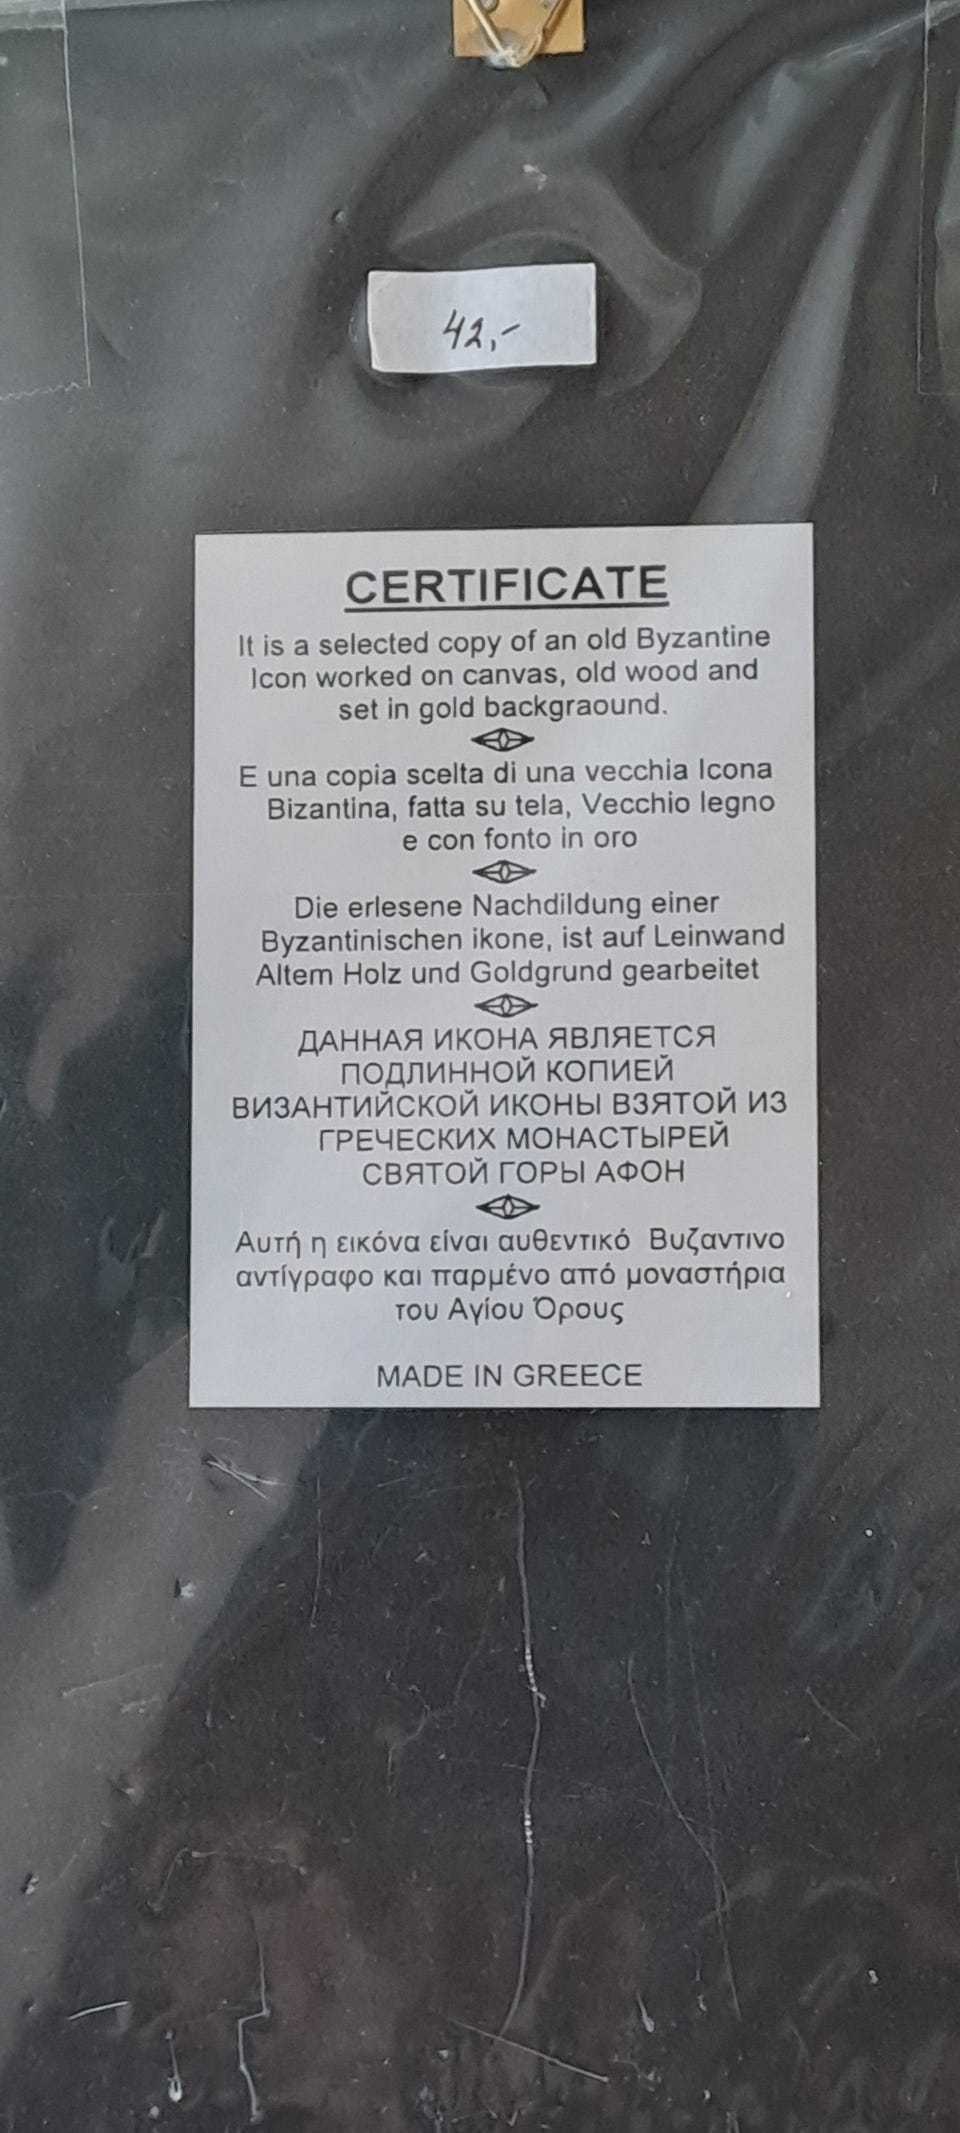 42,-
CERTIFICATE
It is a selected copy of an old Byzantine
Icon worked on canvas, old wood and
set in gold backgraound.
E una copia scelta di una vecchia Icona
Bizantina, fatta su tela, Vecchio legno
e con fonto in oro
Die erlesene Nachdildung einer
Byzantinischen ikone, ist auf Leinwand
Altem Holz und Goldgrund gearbeitet
ДАННАЯ ИКОНА ЯВЛЯЕТСЯ
ПОДЛИННОЙ КОПИЕЙ
ВИЗАНТИЙСКОЙ ИКОНЫ ВЗЯТОЙ ИЗ
ГРЕЧЕСКИХ МОНАСТЫРЕЙ
СВЯТОЙ ГОРЫ АФОН
Αυτή η εικόνα είναι αυθεντικό Βυζαντινο
αντίγραφο και παρμένο από μοναστήρια
του Αγίου Όρους
MADE IN GREECE